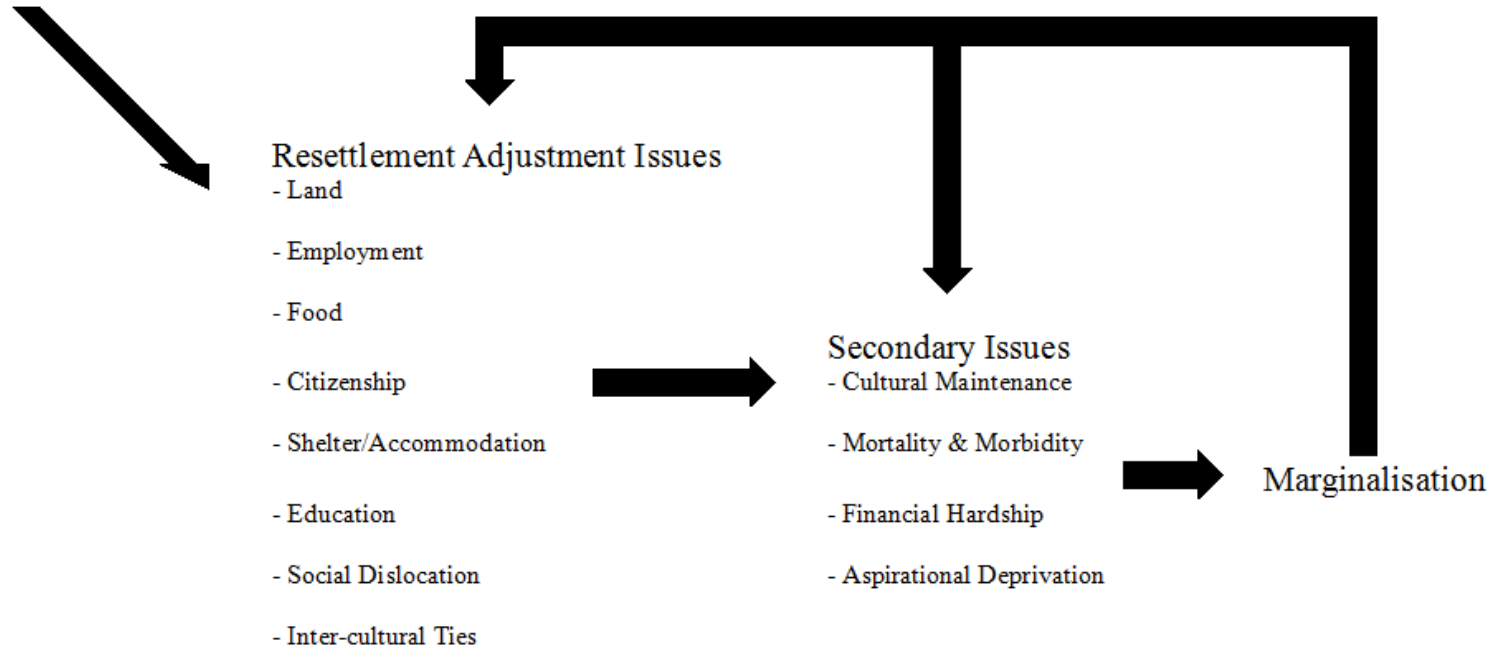 Resettlement Adjustment Issues
- Land
- Employment
- Food
- Citizenship
- Shelter/Accommodation
- Education
- Social Dislocation
- Inter-cultural Ties
Secondary Issues
- Cultural Maintenance
- Mortality & Morbidity
- Financial Hardship
- Aspirational Deprivation
Marginalisation